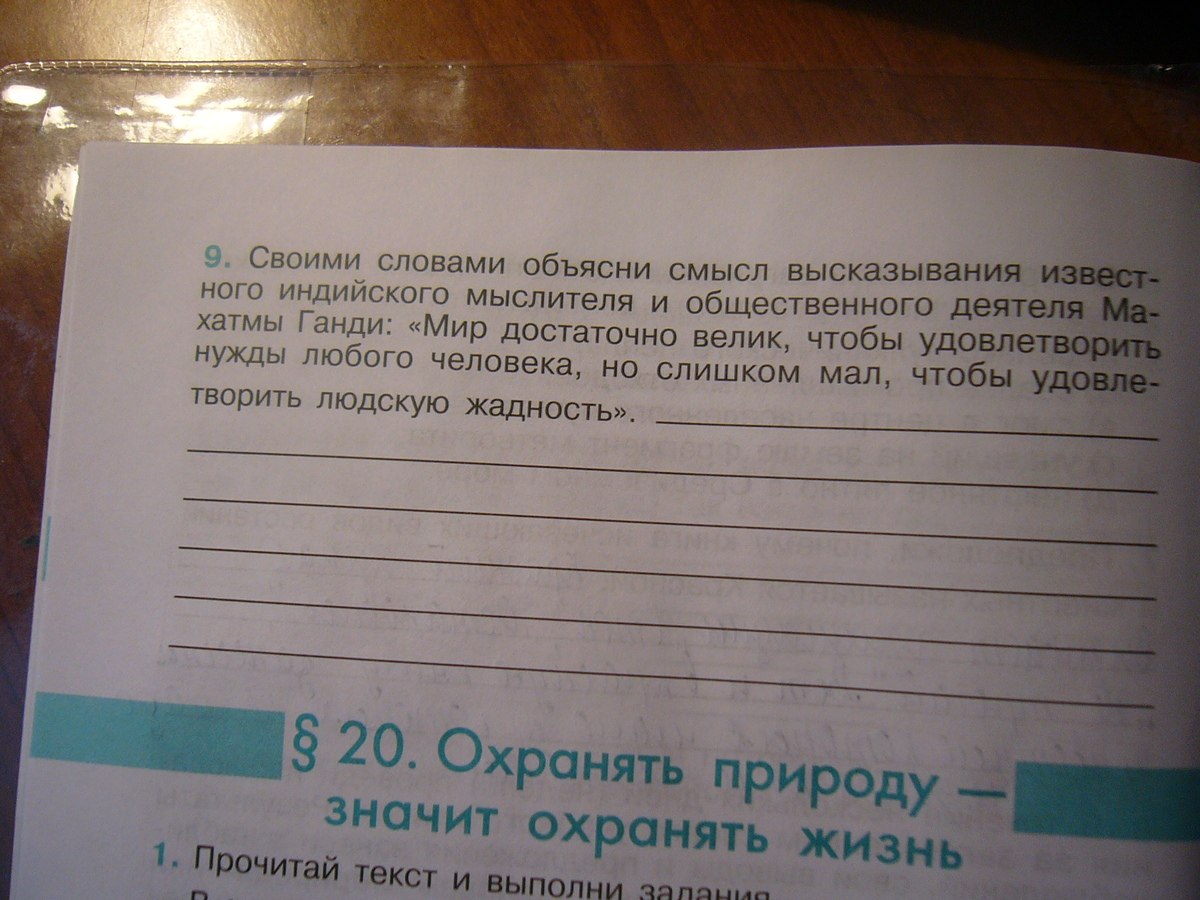 9. Своими словами объясни смысл высказывания извест-
ного индийского мыслителя и общественного деятеля Ма-
хатмы Ганди: «Мир достаточно велик, чтобы удовлетворить
нужды любого человека, но слишком мал, чтобы удовле-
творить людскую жадность».
§ 20. Охранять природу —
значит охранять жизнь
1. Прочитай текст и выполни задания.